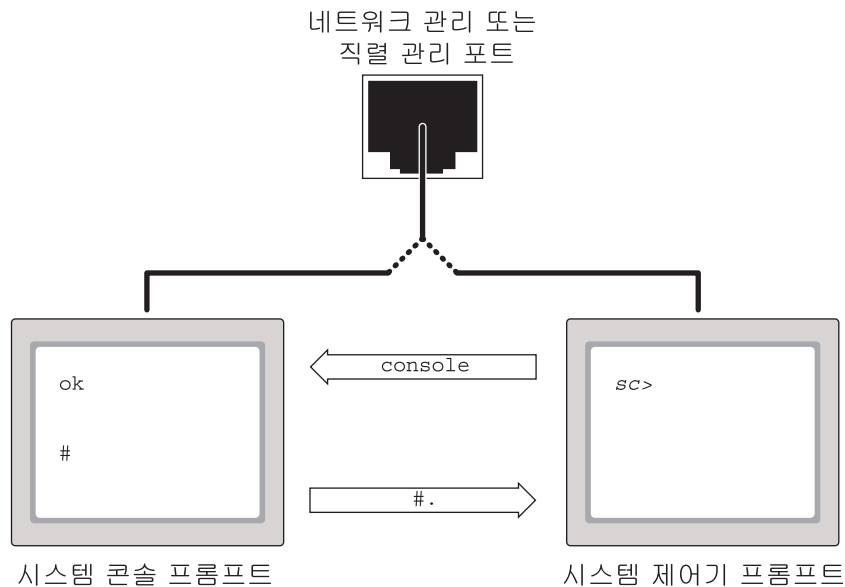 네트워크 관리 또는
직렬 관리 포트
ok
#
console
#.
sc>
시스템 콘솔 프롬프트
시스템 제어기 프롬프트